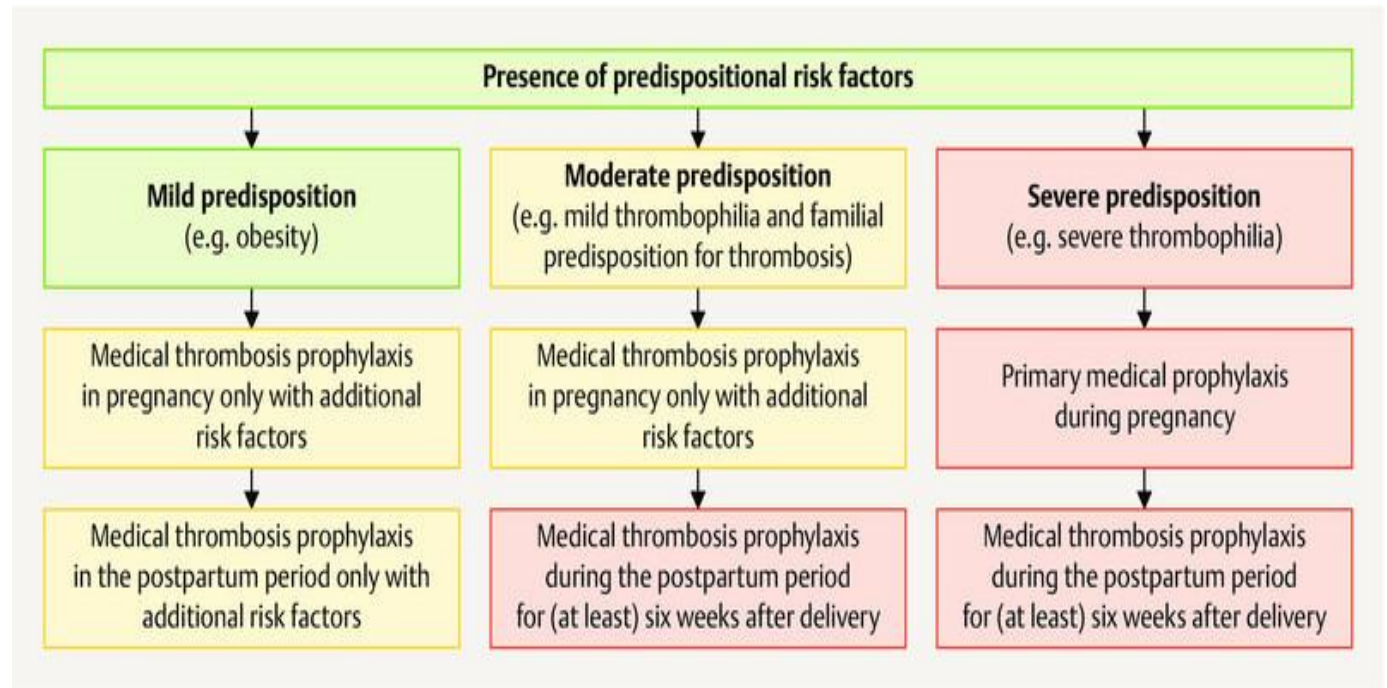 Presence of predispositional risk factors
Mild predisposition
(e.g. obesity)
Moderate predisposition
(e.g. mild thrombophilia and familial
predisposition for thrombosis)
Severe predisposition
(e.g. severe thrombophilia)
Medical thrombosis prophylaxis
in pregnancy only with additional
risk factors
Medical thrombosis prophylaxis
in pregnancy only with additional
risk factors
Primary medical prophylaxis
during pregnancy
Medical thrombosis prophylaxis
in the postpartum period only with
additional risk factors
Medical thrombosis prophylaxis
during the postpartum period
for (at least) six weeks after delivery
Medical thrombosis prophylaxis
during the postpartum period
for (at least) six weeks after delivery